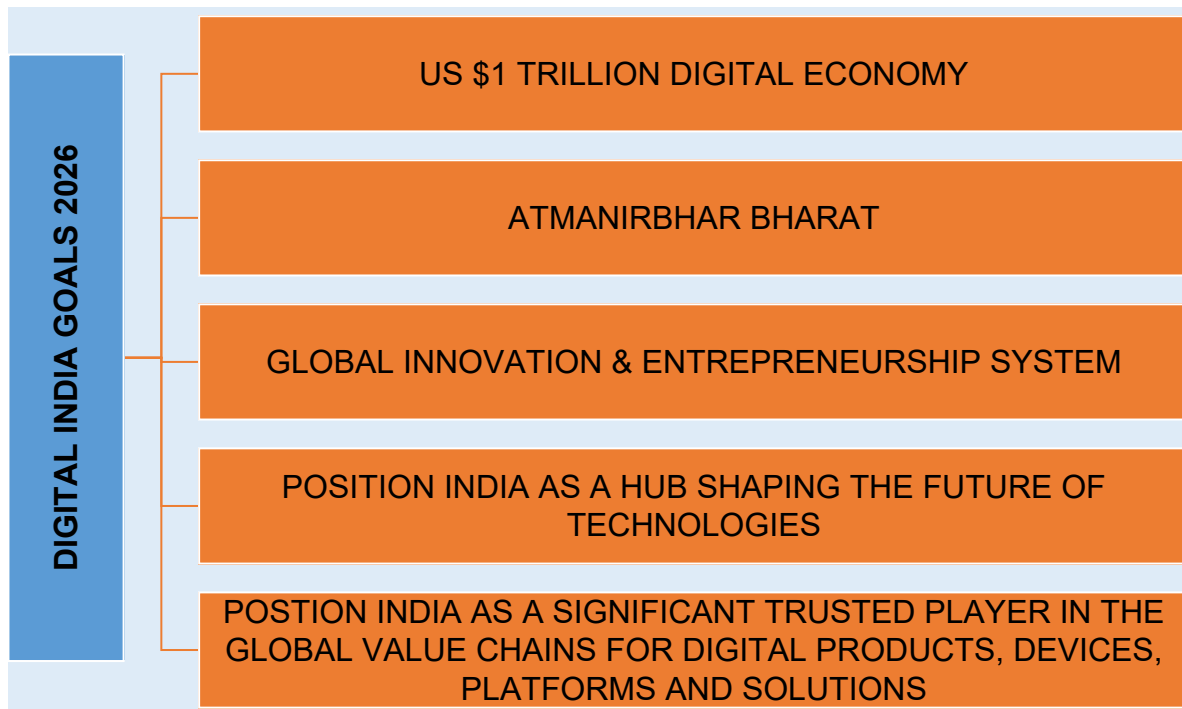 DIGITAL INDIA GOALS 2026
US $1 TRILLION DIGITAL ECONOMY
ATMANIRBHAR BHARAT
GLOBAL INNOVATION & ENTREPRENEURSHIP SYSTEM
POSITION INDIA AS A HUB SHAPING THE FUTURE OF
TECHNOLOGIES
POSTION INDIA AS A SIGNIFICANT TRUSTED PLAYER IN THE
GLOBAL VALUE CHAINS FOR DIGITAL PRODUCTS, DEVICES,
PLATFORMS AND SOLUTIONS